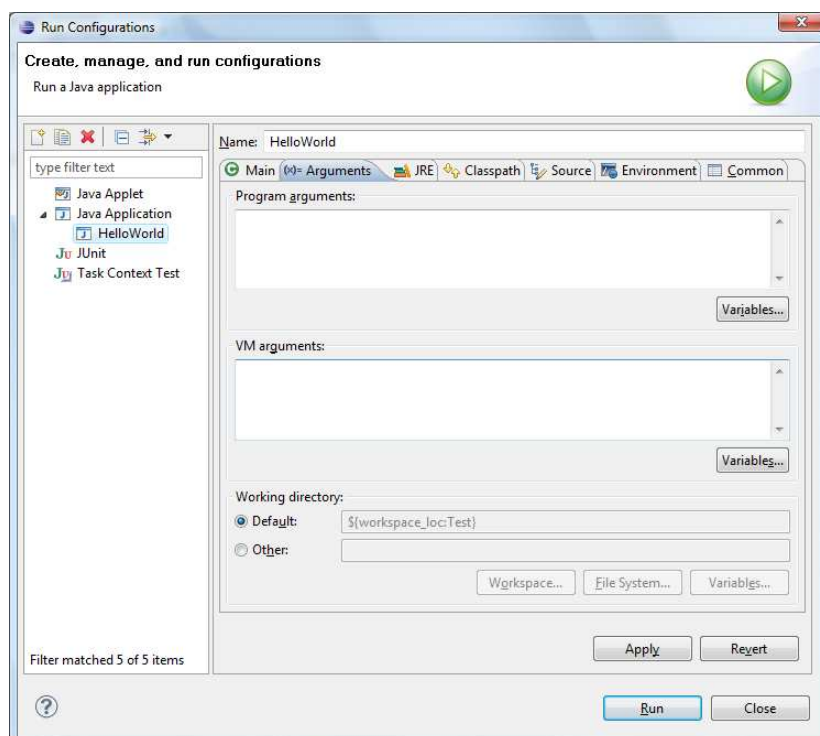 Run Configurations
Create, manage, and run configurations
Run a Java application
type filter text
Java Applet
Java Application
HelloWorld
JUnit
Task Context Test
Filter matched 5 of 5 items
Name: HelloWorld
Main (x)= Arguments JRE Classpath Source Environment Common
Program arguments:
Variables...
VM arguments:
Variables...
Working directory:
Default: ${workspace_loc:Test}
Other:
Workspace... File System... Variables...
Apply Revert
Run Close